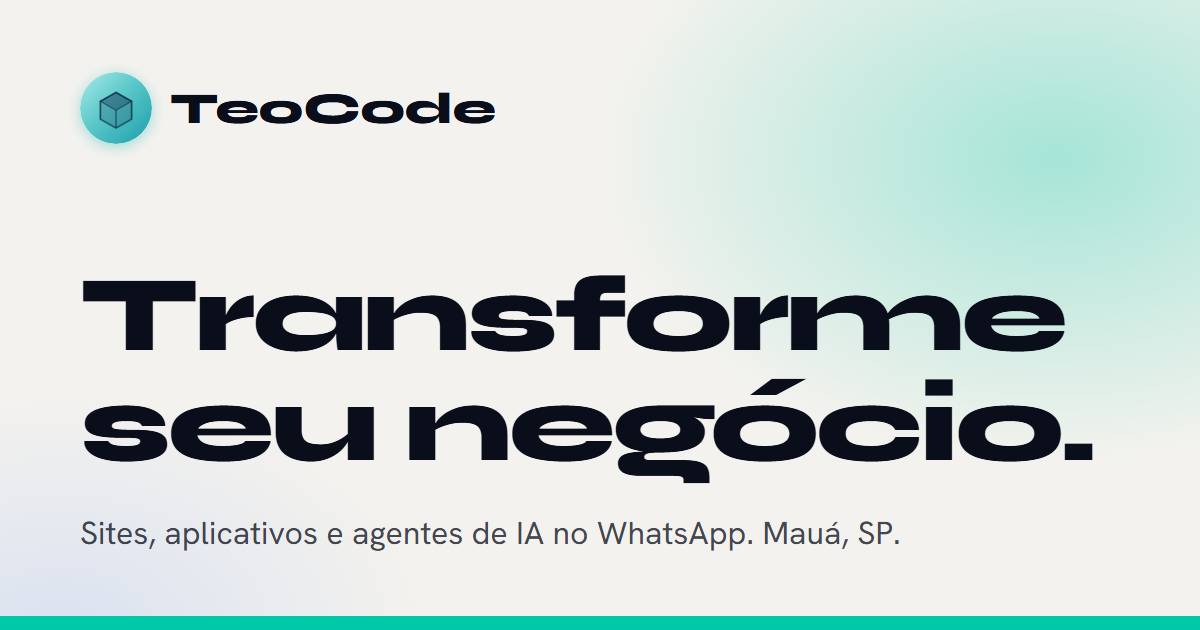 TeoCode
Transforme
seu negócio.
Sites, aplicativos e agentes de IA no WhatsApp. Mauá, SP.